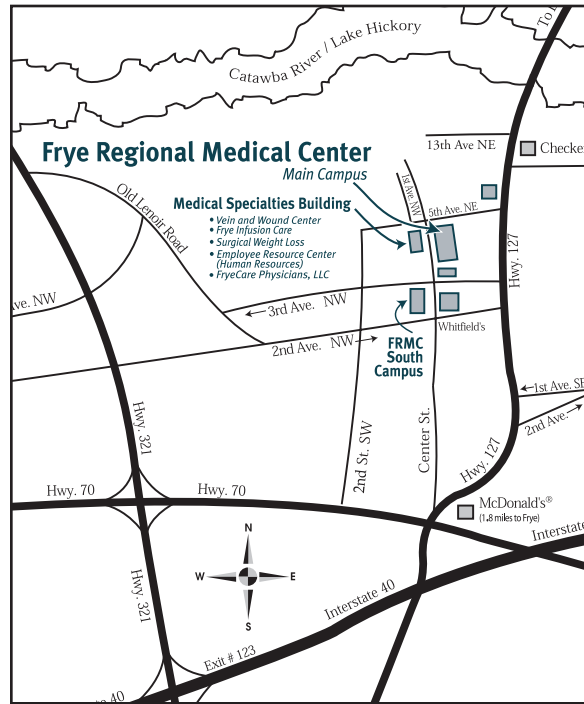 To
Catawba River / Lake Hickory
13th Ave NE
Checke
Frye Regional Medical Center
Main Campus
1st Ave. NW
5th Ave. NE
Old Lenoir Road
Medical Specialties Building
• Vein and Wound Center
• Frye Infusion Care
• Surgical Weight Loss
• Employee Resource Center
(Human Resources)
• FryeCare Physicians, LLC
Hwy. 127
ve. NW
3rd Ave. NW
Whitfield's
2nd Ave. NW
FRMC
South
Campus
1st Ave. SE
2nd Ave.
Hwy. 321
2nd St. SW
Center St.
Hwy. 127
Hwy. 70
Hwy. 70
McDonald's®
(1.8 miles to Frye)
Interstate
N
W
E
S
Hwy. 321
Interstate 40
Exit # 123
40